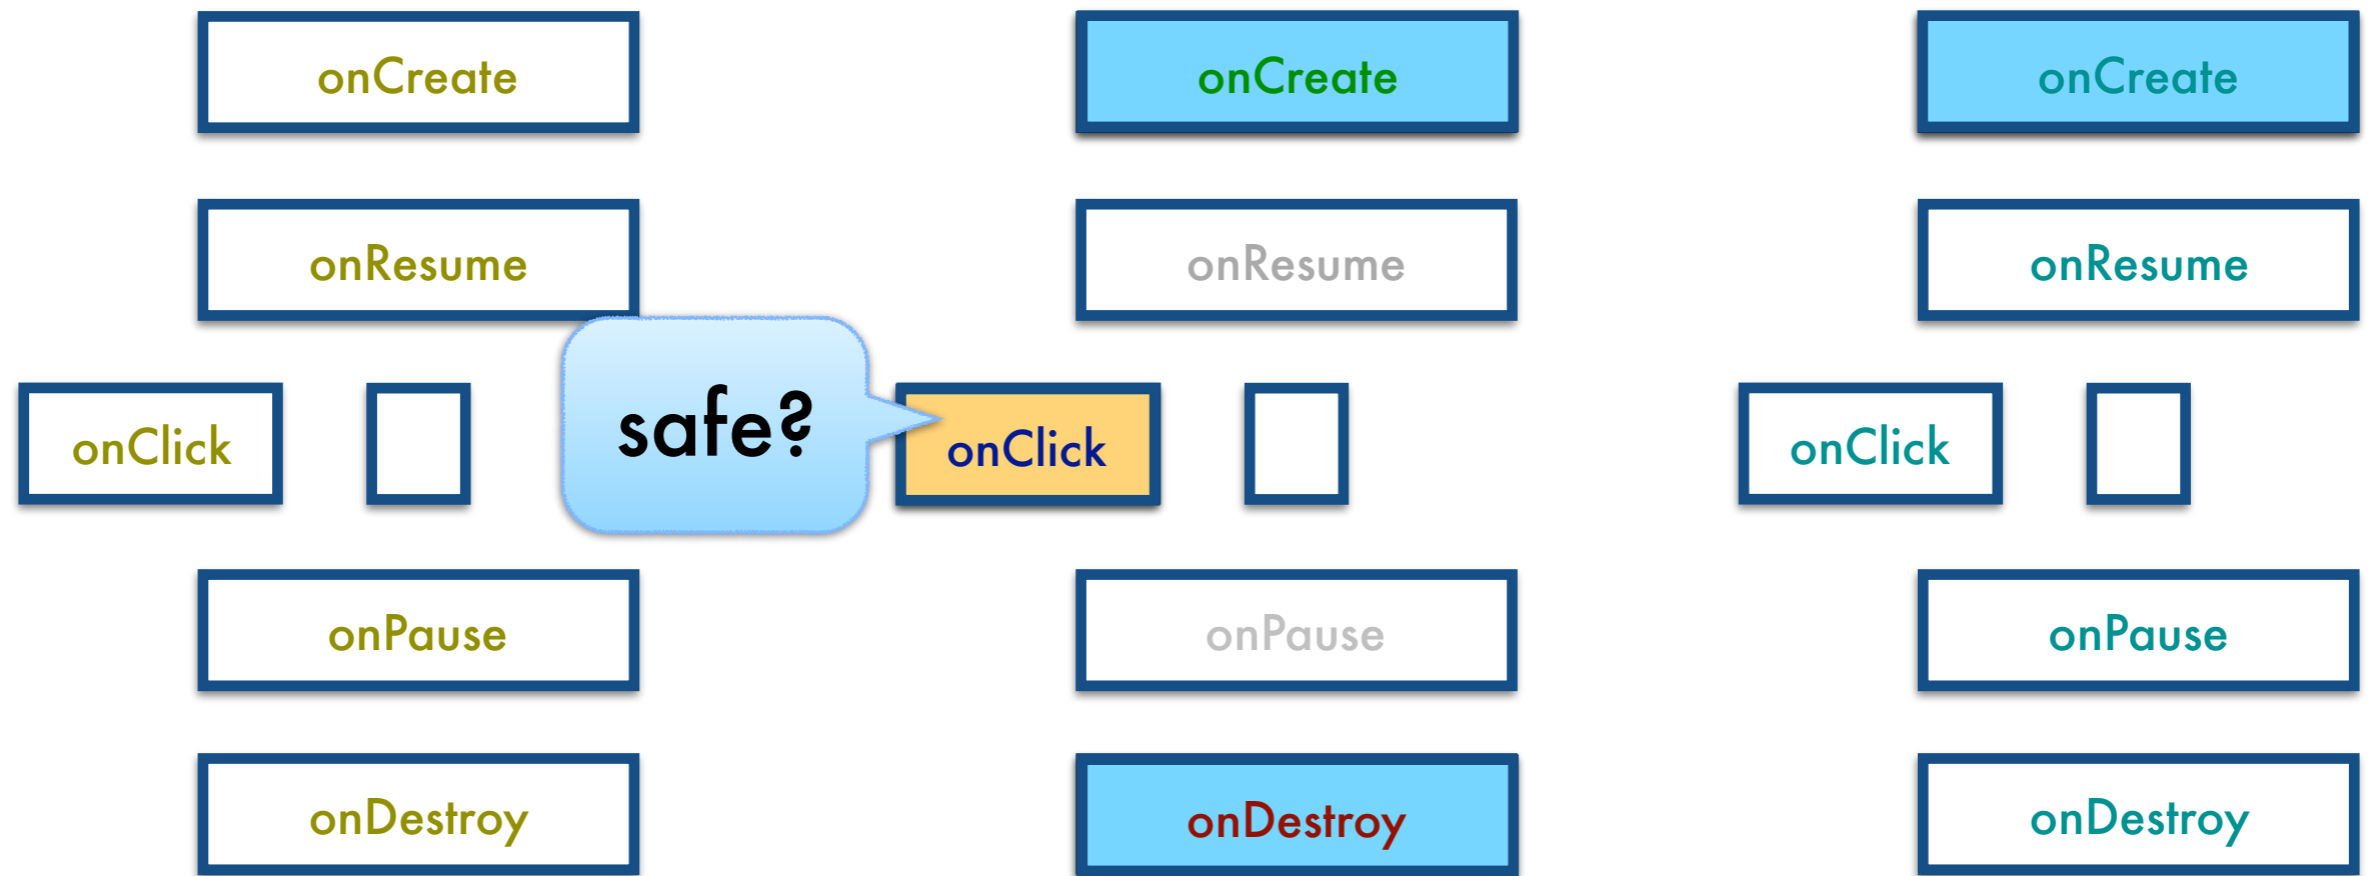 onCreate
onCreate
onCreate
onResume
onResume
onResume
onClick
safe?
onClick
onClick
onPause
onPause
onPause
onDestroy
onDestroy
onDestroy